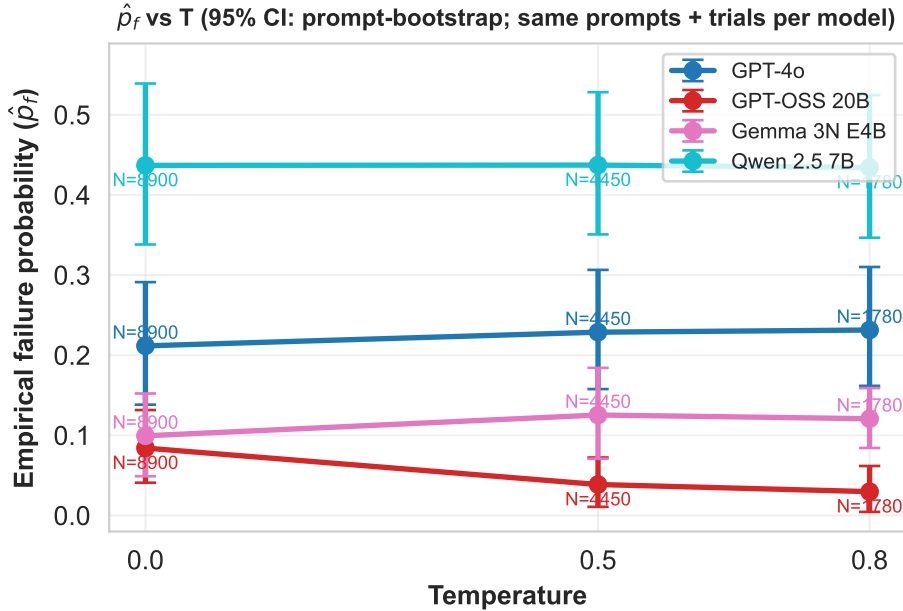 p̂_f vs T (95% CI: prompt-bootstrap; same prompts + trials per model)
Empirical failure probability (p̂_f)
0.5
0.4
0.3
0.2
0.1
0.0
GPT-4o
GPT-OSS 20B
Gemma 3N E4B
Qwen 2.5 7B
N=8900
N=4450
N=1780
N=8900
N=4450
N=1780
N=8900
N=4450
N=1780
N=8900
N=4450
N=1780
0.0
0.5
0.8
Temperature